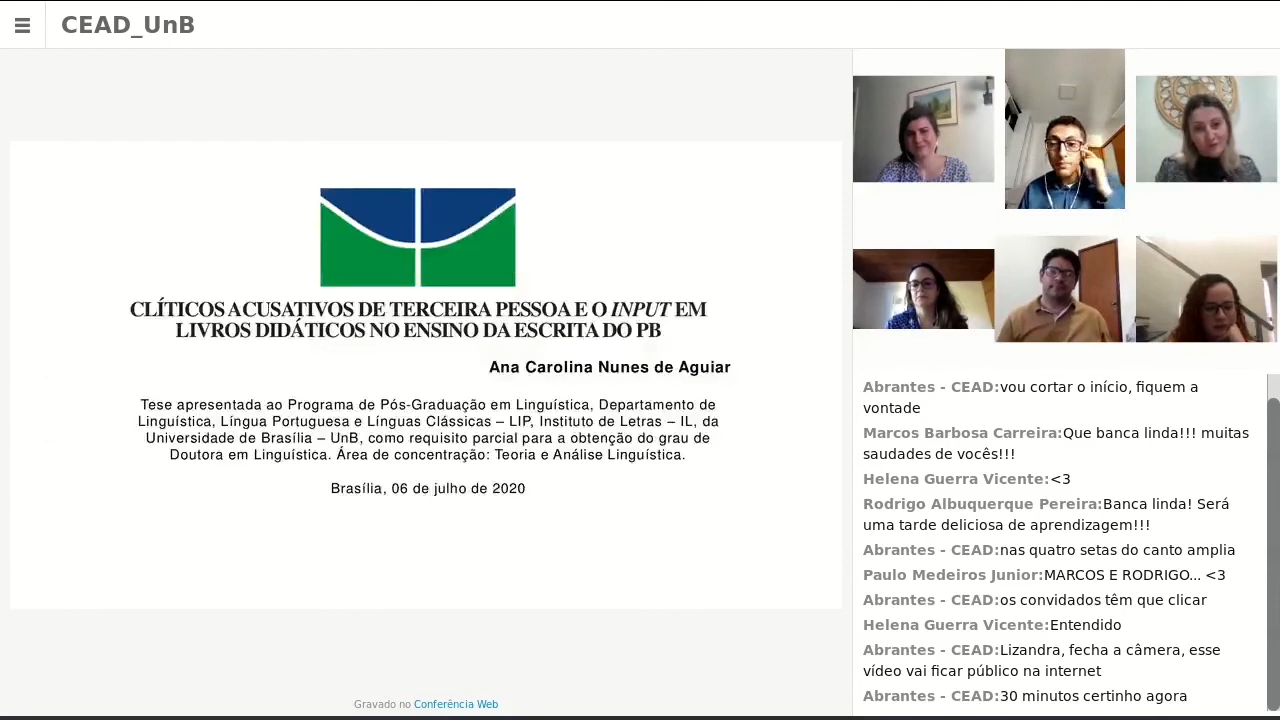 CEAD_UnB
CLÍTICOS ACUSATIVOS DE TERCEIRA PESSOA E O INPUT EM
LIVROS DIDÁTICOS NO ENSINO DA ESCRITA DO PB
Ana Carolina Nunes de Aguiar
Tese apresentada ao Programa de Pós-Graduação em Linguística, Departamento de
Linguística, Língua Portuguesa e Línguas Clássicas – LIP, Instituto de Letras – IL, da
Universidade de Brasília – UnB, como requisito parcial para a obtenção do grau de
Doutora em Linguística. Área de concentração: Teoria e Análise Linguística.
Brasília, 06 de julho de 2020
Gravado no Conferência Web
Abrantes - CEAD:vou cortar o início, fiquem a
vontade
Marcos Barbosa Carreira:Que banca linda!!! muitas
saudades de vocês!!!
Helena Guerra Vicente:<3
Rodrigo Albuquerque Pereira:Banca linda! Será
uma tarde deliciosa de aprendizagem!!!
Abrantes - CEAD:nas quatro setas do canto amplia
Paulo Medeiros Junior:MARCOS E RODRIGO... <3
Abrantes - CEAD:os convidados têm que clicar
Helena Guerra Vicente:Entendido
Abrantes - CEAD:Lizandra, fecha a câmera, esse
vídeo vai ficar público na internet
Abrantes - CEAD:30 minutos certinho agora